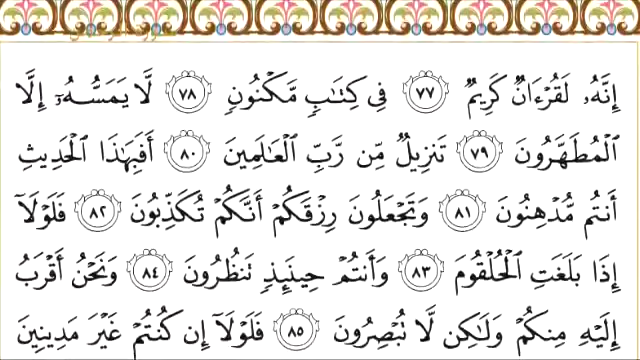 إِنَّهُۥ لَقُرْءَانٌ كَرِيمٌ ٧٧ فِى كِتَٰبٍ مَّكْنُونٍ ٧٨ لَّا يَمَسُّهُۥٓ إِلَّا
ٱلْمُطَهَّرُونَ ٧٩ تَنزِيلٌ مِّن رَّبِّ ٱلْعَٰلَمِينَ ٨٠ أَفَبِهَٰذَا ٱلْحَدِيثِ
أَنتُم مُّدْهِنُونَ ٨١ وَتَجْعَلُونَ رِزْقَكُمْ أَنَّكُمْ تُكَذِّبُونَ ٨٢ فَلَوْلَآ
إِذَا بَلَغَتِ ٱلْحُلْقُومَ ٨٣ وَأَنتُمْ حِينَئِذٍ تَنظُرُونَ ٨٤ وَنَحْنُ أَقْرَبُ
إِلَيْهِ مِنكُمْ وَلَٰكِن لَّا تُبْصِرُونَ ٨٥ فَلَوْلَآ إِن كُنتُمْ غَيْرَ مَدِينِينَ